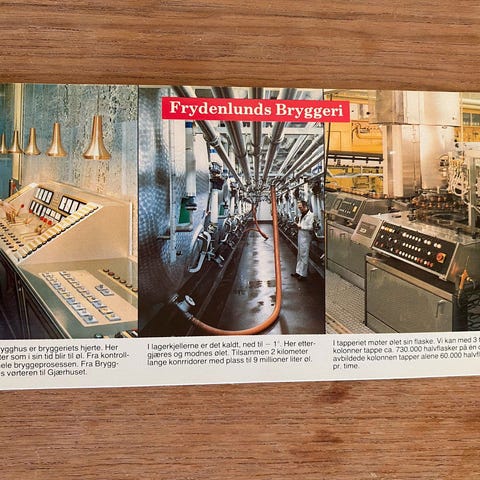 Frydenlunds Bryggeri
ygghus er bryggeriets hjerte. Her
ter som i sin tid blir til øl. Fra kontroll-
ele bryggeprosessen. Fra Brygg-
s vørteren til Gjærhuset.
I lagerkjellerne er det kaldt, ned til – 1°. Her etter-
gjæres og modnes ølet. Tilsammen 2 kilometer
lange korridorer med plass til 9 millioner liter øl.
I tapperiet møter ølet sin flaske. Vi kan med 3 t
kolonner tappe ca. 730.000 halvflasker på en d
avbildede kolonnen tapper alene 60.000 halvfl
pr. time.